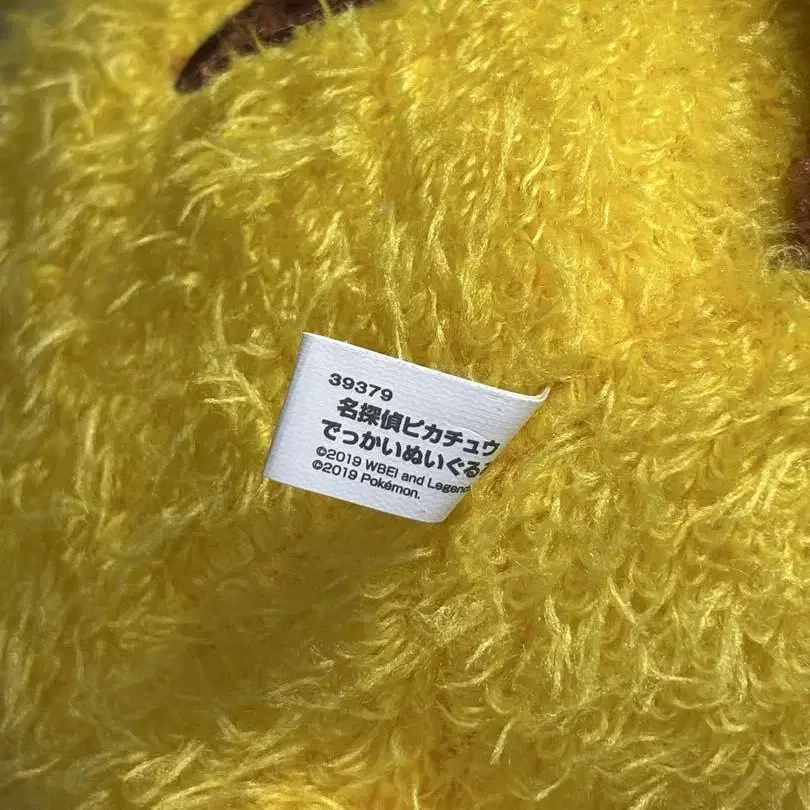 39379
名探偵ピカチュウ
でっかいぬいぐる
©2019 WBEI and
©2019 Pokémon.